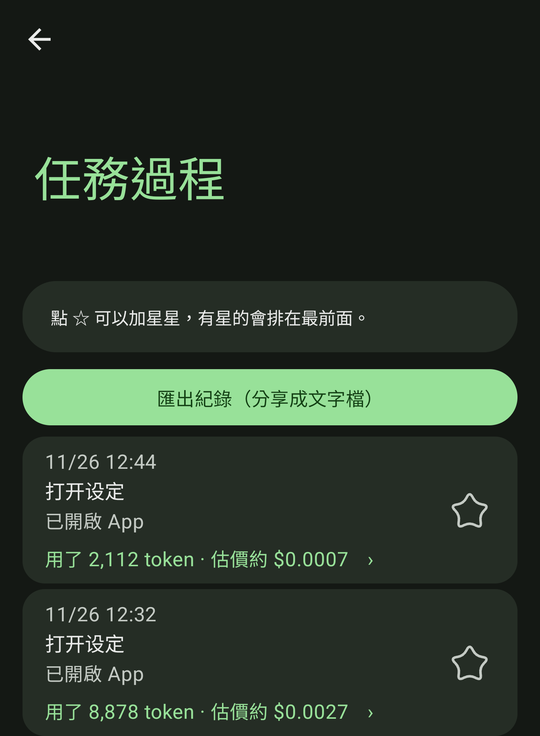 任務過程
點 ☆ 可以加星星，有星的會排在最前面。
匯出紀錄（分享成文字檔）
11/26 12:44
打开设定
已開啟 App
用了 2,112 token · 估價約 $0.0007 ›
11/26 12:32
打开设定
已開啟 App
用了 8,878 token · 估價約 $0.0027 ›